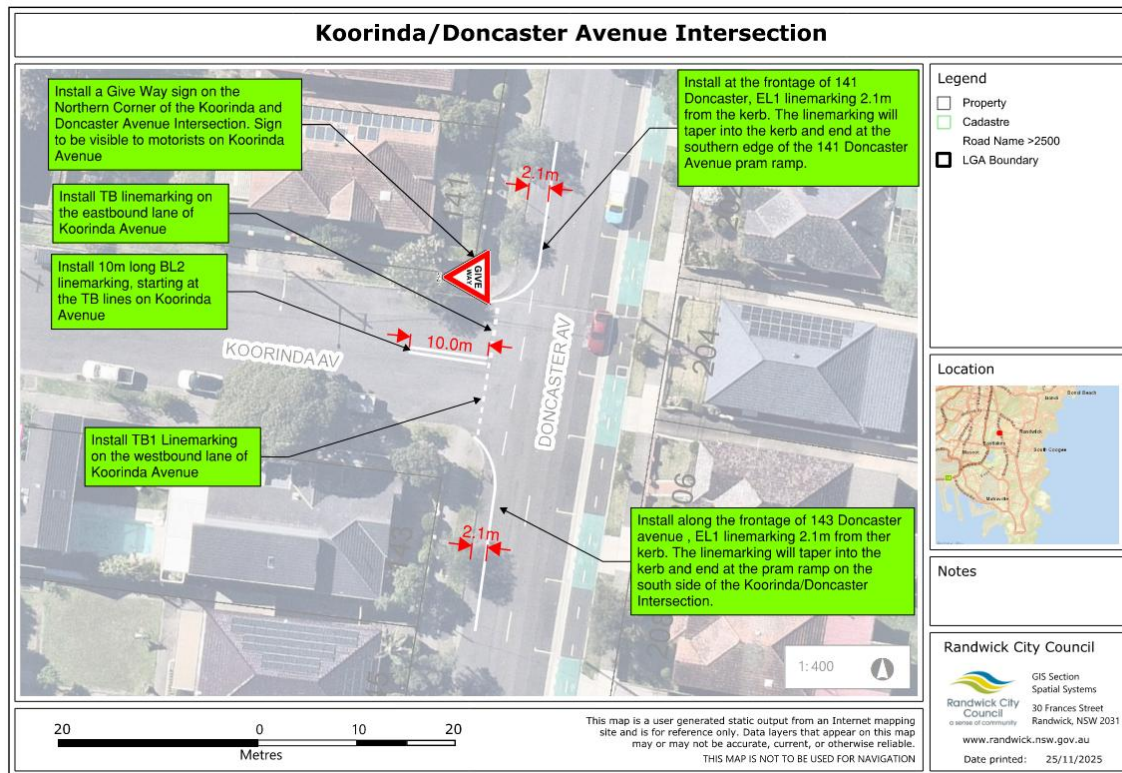 Koorinda/Doncaster Avenue Intersection
Install a Give Way sign on the
Northern Corner of the Koorinda and
Doncaster Avenue Intersection. Sign
to be visible to motorists on Koorinda
Avenue
Install TB linemarking on
the eastbound lane of
Koorinda Avenue
Install 10m long BL2
linemarking, starting at
the TB lines on Koorinda
Avenue
Install TB1 Linemarking
on the westbound lane of
Koorinda Avenue
Install at the frontage of 141
Doncaster, EL1 linemarking 2.1m
from the kerb. The linemarking will
taper into the kerb and end at the
southern edge of the 141 Doncaster
Avenue pram ramp.
Install along the frontage of 143 Doncaster
avenue , EL1 linemarking 2.1m from ther
kerb. The linemarking will taper into the
kerb and end at the pram ramp on the
south side of the Koorinda/Doncaster
Intersection.
2.1m
GIVE
WAY
10.0m
KOORINDA AV
DONCASTER AV
204
2.1m
1: 400
Legend
Property
Cadastre
Road Name >2500
LGA Boundary
Location
Notes
Randwick City Council
Randwick City
Council
a sense of community
GIS Section
Spatial Systems
30 Frances Street
Randwick, NSW 2031
www.randwick.nsw.gov.au
Date printed: 25/11/2025
20 0 20
Metres
This map is a user generated static output from an Internet mapping
site and is for reference only. Data layers that appear on this map
may or may not be accurate, current, or otherwise reliable.
THIS MAP IS NOT TO BE USED FOR NAVIGATION